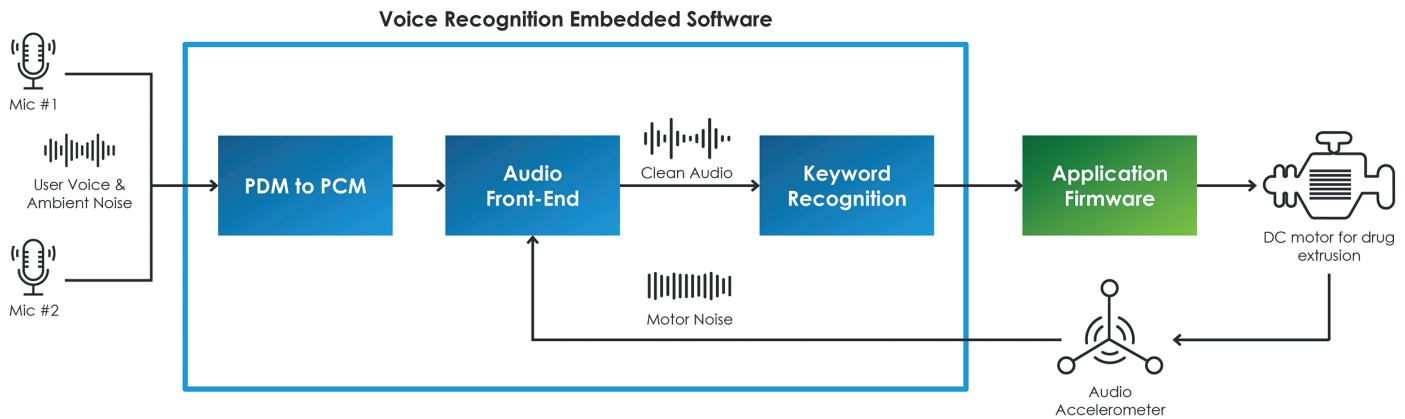 Voice Recognition Embedded Software
Mic #1
User Voice &
Ambient Noise
Mic #2
PDM to PCM
Audio
Front-End
Clean Audio
Motor Noise
Keyword
Recognition
Application
Firmware
DC motor for drug
extrusion
Audio
Accelerometer